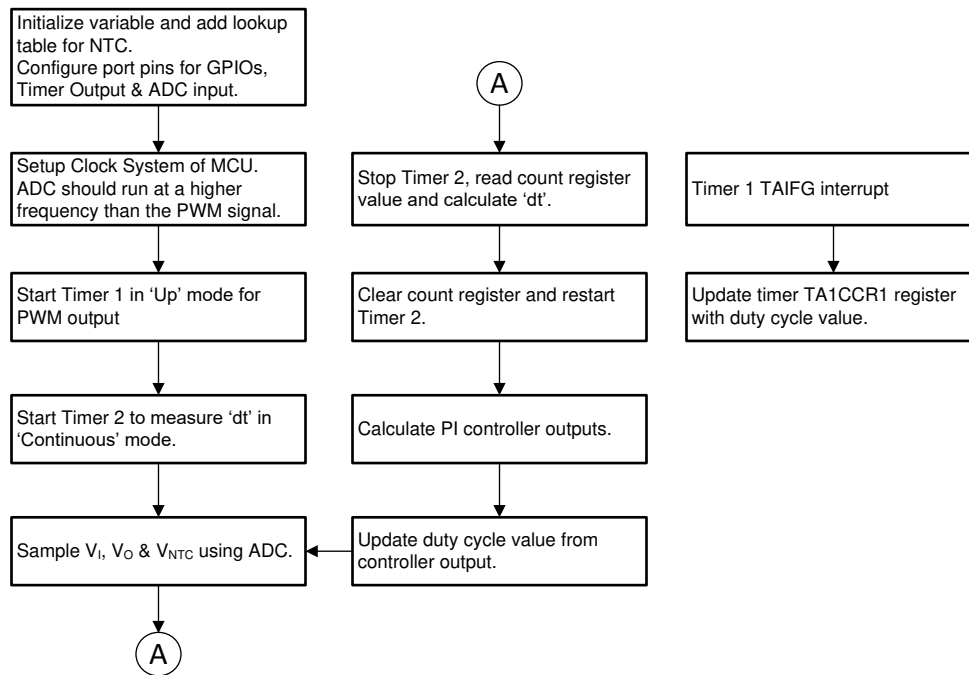 Initialize variable and add lookup
table for NTC.
Configure port pins for GPIOs,
Timer Output & ADC input.
Setup Clock System of MCU.
ADC should run at a higher
frequency than the PWM signal.
Start Timer 1 in ‘Up’ mode for
PWM output
Start Timer 2 to measure ‘dt’ in
‘Continuous’ mode.
Sample VI, VO & VNTC using ADC.
A
A
Stop Timer 2, read count register
value and calculate ‘dt’.
Clear count register and restart
Timer 2.
Calculate PI controller outputs.
Update duty cycle value from
controller output.
Timer 1 TAIFG interrupt
Update timer TA1CCR1 register
with duty cycle value.